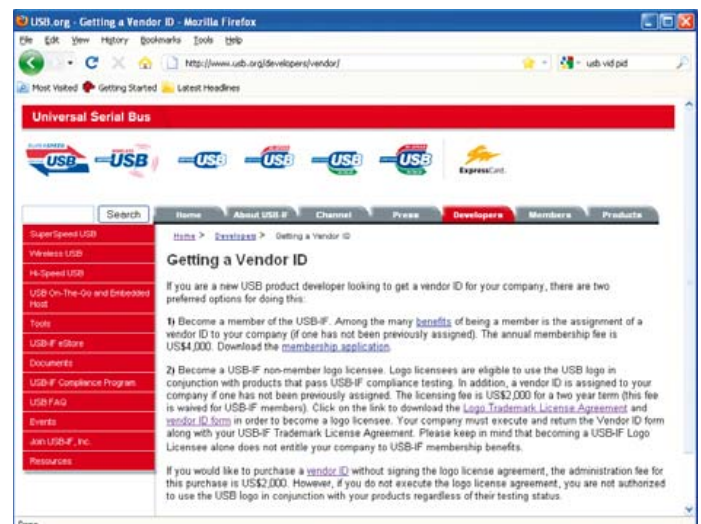 USB.org - Getting a Vendor ID - Mozilla Firefox
File Edit View History Bookmarks Tools Help
http://www.usb.org/developers/vendor/
usb vid pid
Most Visited Getting Started Latest Headlines
Universal Serial Bus
USB USB USB USB USB USB ExpressCard
Search
Home About USB-IF Channel Press Developers Members Products
SuperSpeed USB
Wireless USB
Hi-Speed USB
USB On-The-Go and Embedded
Host
Tools
USB-IF eStore
Documents
USB-IF Compliance Program
USB FAQ
Events
Join USB-IF, Inc.
Resources
Home > Developers > Getting a Vendor ID
Getting a Vendor ID
If you are a new USB product developer looking to get a vendor ID for your company, there are two
preferred options for doing this:
1) Become a member of the USB-IF. Among the many benefits of being a member is the assignment of a
vendor ID to your company (if one has not been previously assigned). The annual membership fee is
US$4,000. Download the membership application.
2) Become a USB-IF non-member logo licensee. Logo licensees are eligible to use the USB logo in
conjunction with products that pass USB-IF compliance testing. In addition, a vendor ID is assigned to your
company if one has not been previously assigned. The licensing fee is US$2,000 for a two year term (this fee
is waived for USB-IF members). Click on the link to download the Logo Trademark License Agreement and
vendor ID form in order to become a logo licensee. Your company must execute and return the Vendor ID form
along with your USB-IF Trademark License Agreement. Please keep in mind that becoming a USB-IF Logo
Licensee alone does not entitle your company to USB-IF membership benefits.
If you would like to purchase a vendor ID without signing the logo license agreement, the administration fee for
this purchase is US$2,000. However, if you do not execute the logo license agreement, you are not authorized
to use the USB logo in conjunction with your products regardless of their testing status.